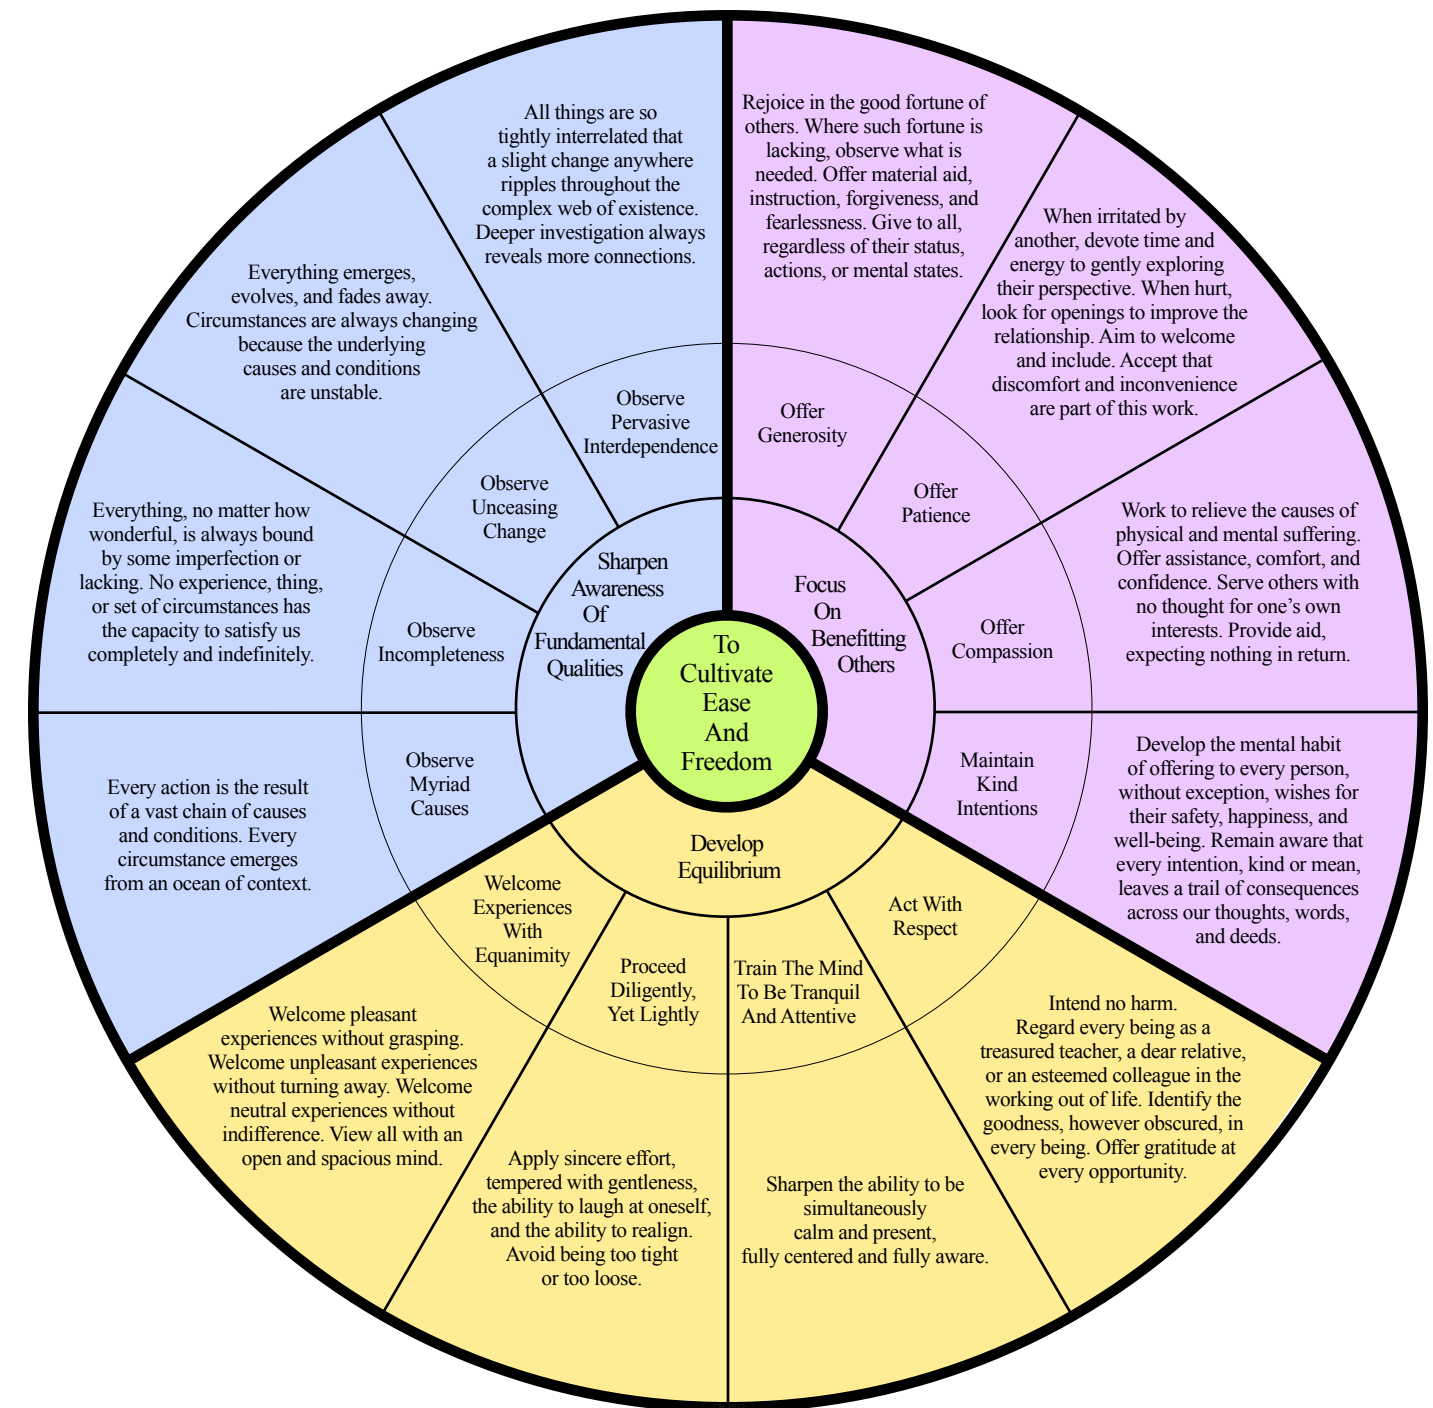 To
Cultivate
Ease
And
Freedom
Focus
On
Benefitting
Others
Offer
Generosity
Rejoice in the good fortune of
others. Where such fortune is
lacking, observe what is
needed. Offer material aid,
instruction, forgiveness, and
fearlessness. Give to all,
regardless of their status,
actions, or mental states.
Offer
Patience
When irritated by
another, devote time and
energy to gently exploring
their perspective. When hurt,
look for openings to improve the
relationship. Aim to welcome
and include. Accept that
discomfort and inconvenience
are part of this work.
Offer
Compassion
Work to relieve the causes of
physical and mental suffering.
Offer assistance, comfort, and
confidence. Serve others with
no thought for one’s own
interests. Provide aid,
expecting nothing in return.
Maintain
Kind
Intentions
Develop the mental habit
of offering to every person,
without exception, wishes for
their safety, happiness, and
well-being. Remain aware that
every intention, kind or mean,
leaves a trail of consequences
across our thoughts, words,
and deeds.
Develop
Equilibrium
Act With
Respect
Intend no harm.
Regard every being as a
treasured teacher, a dear relative,
or an esteemed colleague in the
working out of life. Identify the
goodness, however obscured, in
every being. Offer gratitude at
every opportunity.
Train The Mind
To Be Tranquil
And Attentive
Sharpen the ability to be
simultaneously
calm and present,
fully centered and fully aware.
Proceed
Diligently,
Yet Lightly
Apply sincere effort,
tempered with gentleness,
the ability to laugh at oneself,
and the ability to realign.
Avoid being too tight
or too loose.
Welcome
Experiences
With
Equanimity
Welcome pleasant
experiences without grasping.
Welcome unpleasant experiences
without turning away. Welcome
neutral experiences without
indifference. View all with an
open and spacious mind.
Sharpen
Awareness
Of
Fundamental
Qualities
Observe
Myriad
Causes
Every action is the result
of a vast chain of causes
and conditions. Every
circumstance emerges
from an ocean of context.
Observe
Incompleteness
Everything, no matter how
wonderful, is always bound
by some imperfection or
lacking. No experience, thing,
or set of circumstances has
the capacity to satisfy us
completely and indefinitely.
Observe
Unceasing
Change
Everything emerges,
evolves, and fades away.
Circumstances are always changing
because the underlying
causes and conditions
are unstable.
Observe
Pervasive
Interdependence
All things are so
tightly interrelated that
a slight change anywhere
ripples throughout the
complex web of existence.
Deeper investigation always
reveals more connections.